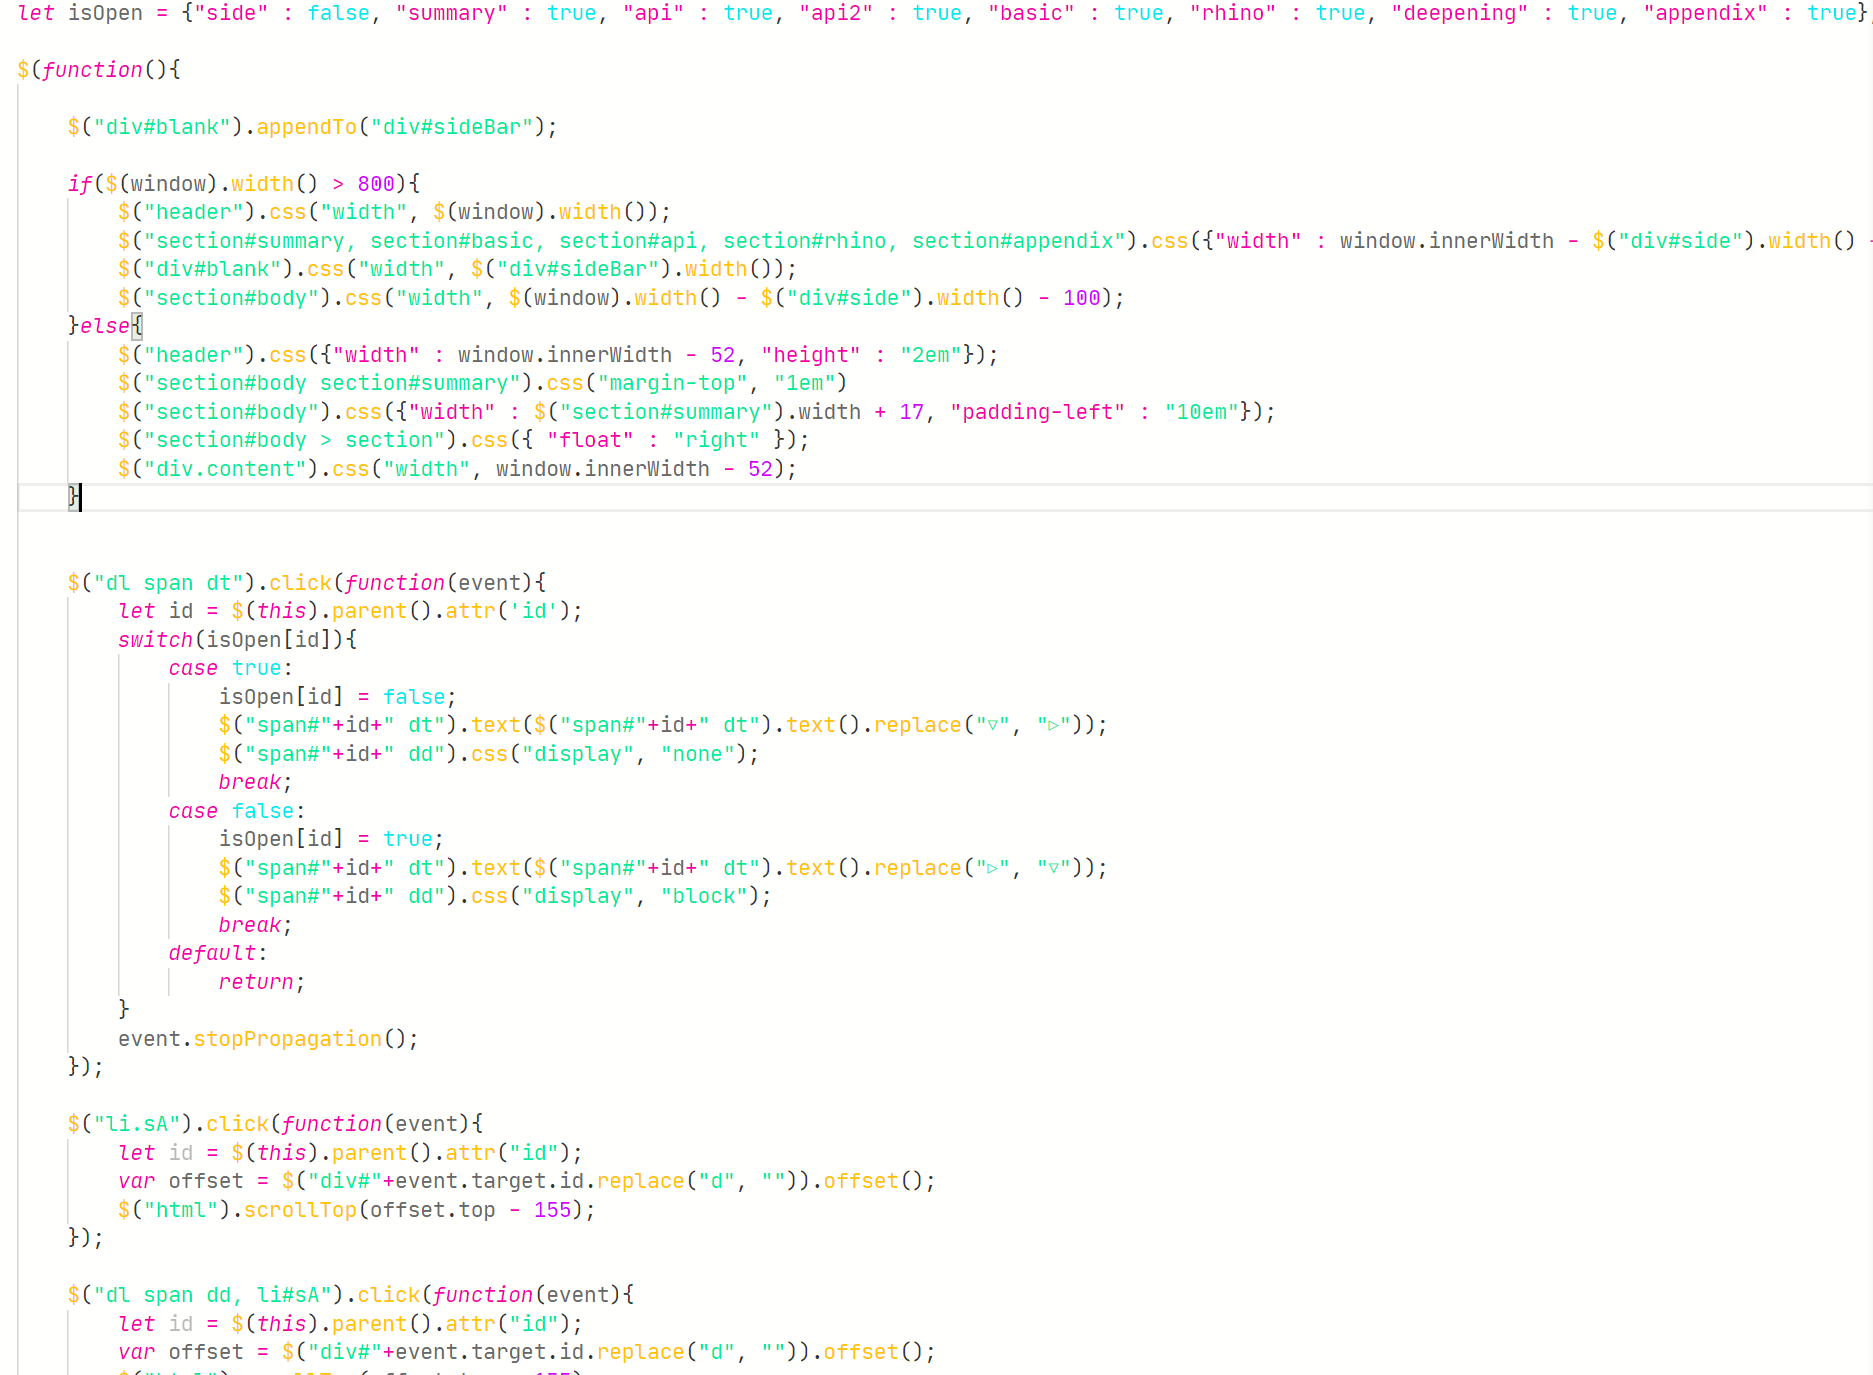 let isOpen = {"side" : false, "summary" : true, "api" : true, "api2" : true, "basic" : true, "rhino" : true, "deepening" : true, "appendix" : true}
$(function(){
$("div#blank").appendTo("div#sideBar");
if($(window).width() > 800){
$("header").css("width", $(window).width());
$("section#summary, section#basic, section#api, section#rhino, section#appendix").css({"width" : window.innerWidth - $("div#side").width() -
$("div#blank").css("width", $("div#sideBar").width());
$("section#body").css("width", $(window).width() - $("div#side").width() - 100);
}else{
$("header").css({"width" : window.innerWidth - 52, "height" : "2em"});
$("section#body section#summary").css("margin-top", "1em")
$("section#body").css({"width" : $("section#summary").width + 17, "padding-left" : "10em"});
$("section#body > section").css({ "float" : "right" });
$("div.content").css("width", window.innerWidth - 52);
}
$("dl span dt").click(function(event){
let id = $(this).parent().attr('id');
switch(isOpen[id]){
case true:
isOpen[id] = false;
$("span#"+id+" dt").text($("span#"+id+" dt").text().replace("▽", "▷"));
$("span#"+id+" dd").css("display", "none");
break;
case false:
isOpen[id] = true;
$("span#"+id+" dt").text($("span#"+id+" dt").text().replace("▷", "▽"));
$("span#"+id+" dd").css("display", "block");
break;
default:
return;
}
event.stopPropagation();
});
$("li.sA").click(function(event){
let id = $(this).parent().attr("id");
var offset = $("div#"+event.target.id.replace("d", "")).offset();
$("html").scrollTop(offset.top - 155);
});
$("dl span dd, li#sA").click(function(event){
let id = $(this).parent().attr("id");
var offset = $("div#"+event.target.id.replace("d", "")).offset();